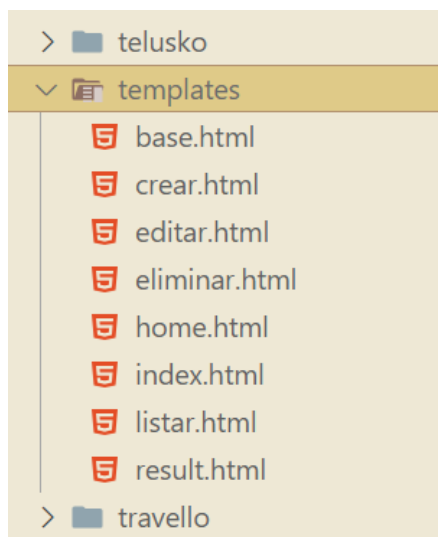 telusko
templates
base.html
crear.html
editar.html
eliminar.html
home.html
index.html
listar.html
result.html
travello